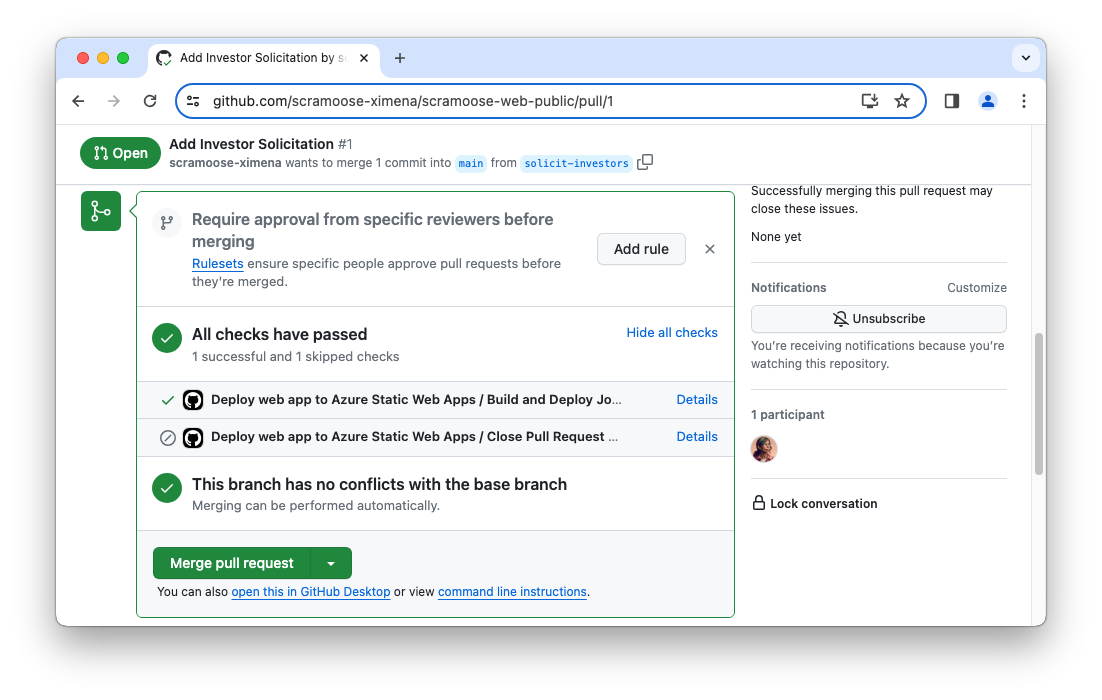 Add Investor Solicitation by s
github.com/scramoose-ximena/scramoose-web-public/pull/1
Open
Add Investor Solicitation #1
scramoose-ximena wants to merge 1 commit into main from solicit-investors
Require approval from specific reviewers before
merging
Rulesets ensure specific people approve pull requests before
they're merged.
Add rule
All checks have passed
1 successful and 1 skipped checks
Hide all checks
Deploy web app to Azure Static Web Apps / Build and Deploy Jo...
Details
Deploy web app to Azure Static Web Apps / Close Pull Request ...
Details
This branch has no conflicts with the base branch
Merging can be performed automatically.
Merge pull request
You can also open this in GitHub Desktop or view command line instructions.
Successfully merging this pull request may
close these issues.
None yet
Notifications
Customize
Unsubscribe
You're receiving notifications because you're
watching this repository.
1 participant
Lock conversation